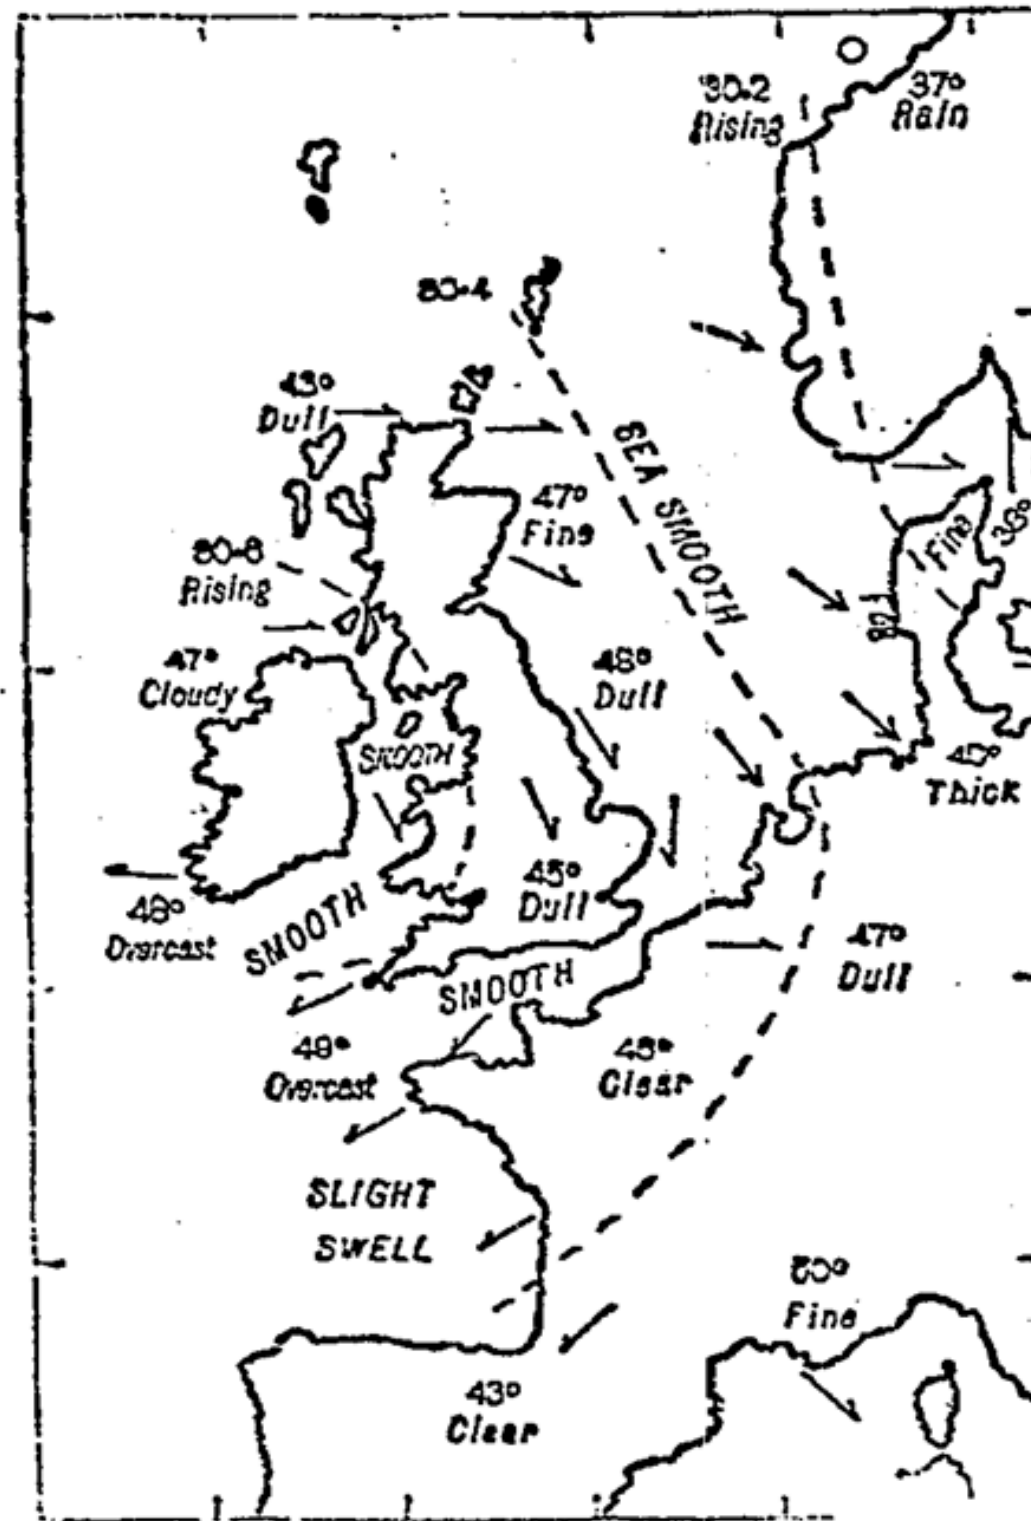 30.2
37°
Rising
Rain
30.4
43°
Dull
SEA SMOOTH
47°
Fine
Fine
30.6
Rising
47°
Cloudy
48°
Dull
SMOOTH
Thick
45°
Dull
48°
Overcast
SMOOTH
47°
Dull
SMOOTH
49°
Overcast
45°
Clear
SLIGHT
SWELL
50°
Fine
43°
Clear